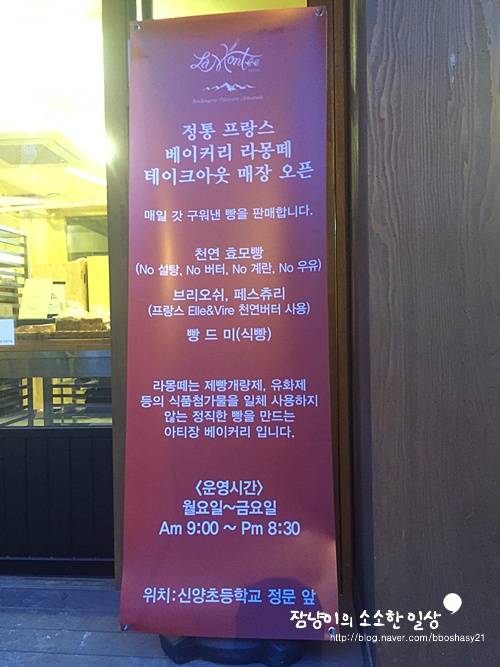 La Montée
Boulangerie Pâtisserie Artisanale
정통 프랑스
베이커리 라몽떼
테이크아웃 매장 오픈
매일 갓 구워낸 빵을 판매합니다.
천연 효모빵
(No 설탕, No 버터, No 계란, No 우유)
브리오쉬, 페스츄리
(프랑스 Elle&Vire 천연버터 사용)
빵 드 미(식빵)
라몽떼는 제빵개량제, 유화제
등의 식품첨가물을 일체 사용하지
않는 정직한 빵을 만드는
아티장 베이커리 입니다.
<운영시간>
월요일~금요일
Am 9:00 ~ Pm 8:30
위치:신양초등학교 정문 앞
잠냥이의 소소한 일상
http://blog.naver.com/bboshasy21